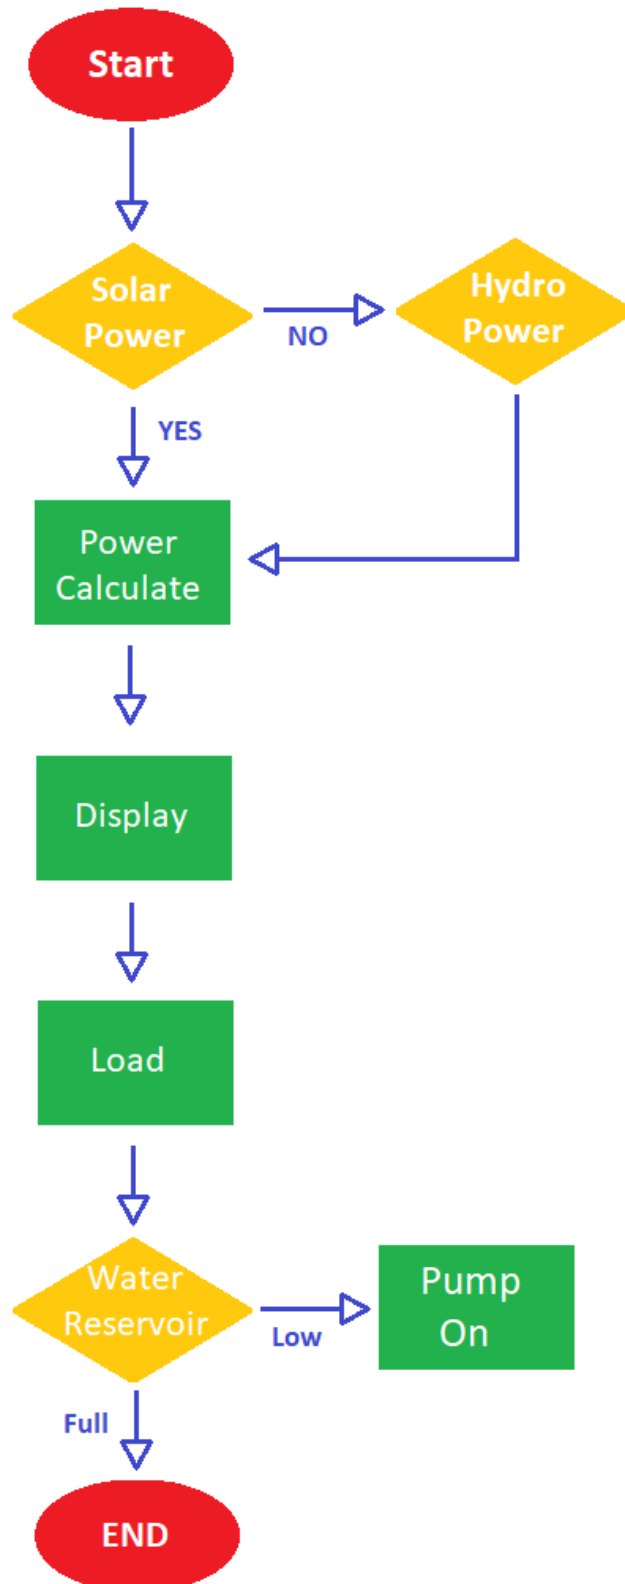 Start
Solar
Power
NO
Hydro
Power
YES
Power
Calculate
Display
Load
Water
Reservoir
Low
Pump
On
Full
END